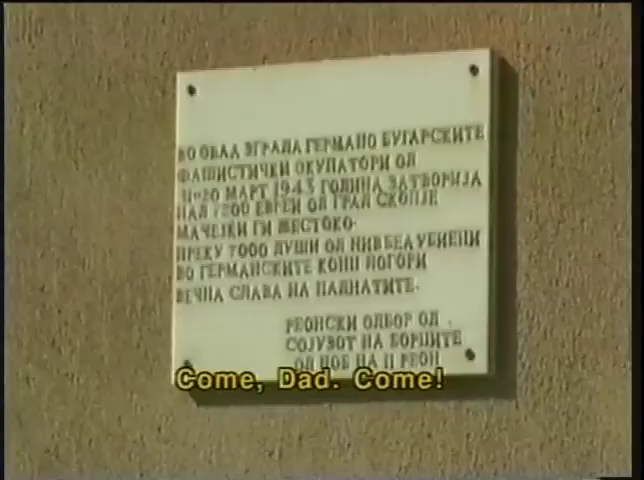 ВО ОВАА ЗГРАДА ГЕРМАНО БУГАРСКИТЕ
ФАШИСТИЧКИ ОКУПАТОРИ ОД
МАРТ 1943 ГОДИНА ЗАТВОРИЈА
НАД ЕВРЕИ ОД ГРАД СКОПЈЕ
МАЧЕЈКИ ГИ ЖЕСТОКО.
ПРЕКУ 7000 ДУШИ ОД НИВ БЕА УБИЕНИ
ВО ГЕРМАНСКИТЕ КОНЦ ЛОГОРИ
ВЕЧНА СЛАВА НА ПАДНАТИТЕ.
РЕОНСКИ ОДБОР ОД
СОЈУЗОТ НА БОРЦИТЕ
ОД НОБ НА II РЕОН
Come, Dad. Come!